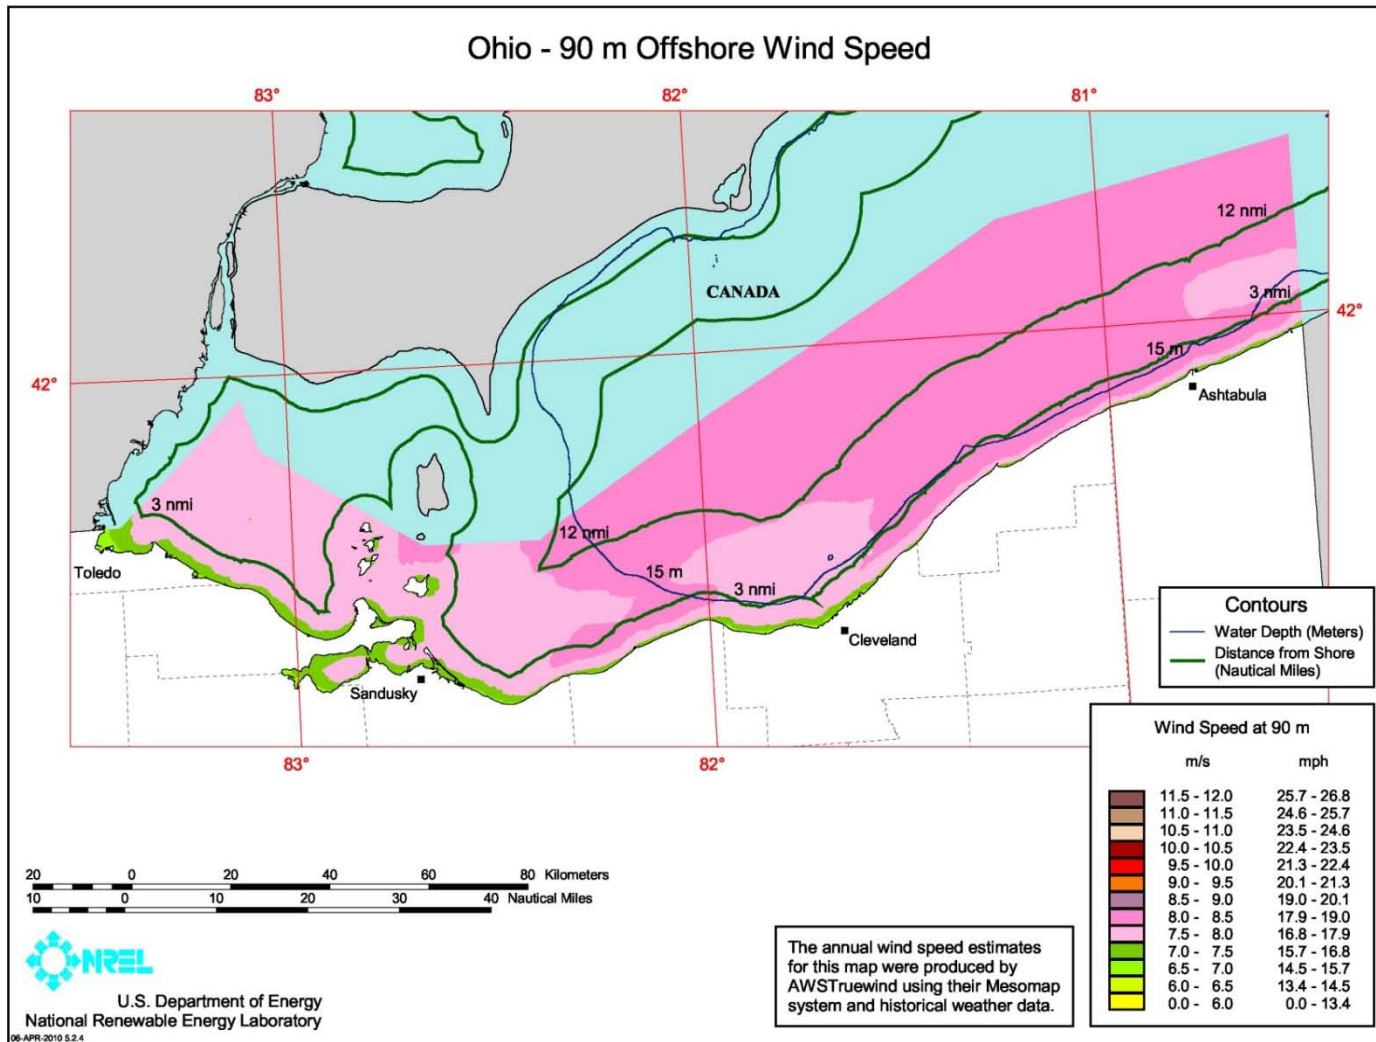 Ohio - 90 m Offshore Wind Speed
83°
82°
81°
12 nmi
CANADA
3 nmi
42°
15 m
42°
Ashtabula
3 nmi
12 nmi
Toledo
15 m
3 nmi
Cleveland
Sandusky
83°
82°
Contours
Water Depth (Meters)
Distance from Shore
(Nautical Miles)
Wind Speed at 90 m
m/s mph
11.5 - 12.0 25.7 - 26.8
11.0 - 11.5 24.6 - 25.7
10.5 - 11.0 23.5 - 24.6
10.0 - 10.5 22.4 - 23.5
9.5 - 10.0 21.3 - 22.4
9.0 - 9.5 20.1 - 21.3
8.5 - 9.0 19.0 - 20.1
8.0 - 8.5 17.9 - 19.0
7.5 - 8.0 16.8 - 17.9
7.0 - 7.5 15.7 - 16.8
6.5 - 7.0 14.5 - 15.7
6.0 - 6.5 13.4 - 14.5
0.0 - 6.0 0.0 - 13.4
20 0 20 40 60 80 Kilometers
10 0 10 20 30 40 Nautical Miles
NREL
U.S. Department of Energy
National Renewable Energy Laboratory
06-APR-2010 5.2.4
The annual wind speed estimates
for this map were produced by
AWSTruewind using their Mesomap
system and historical weather data.